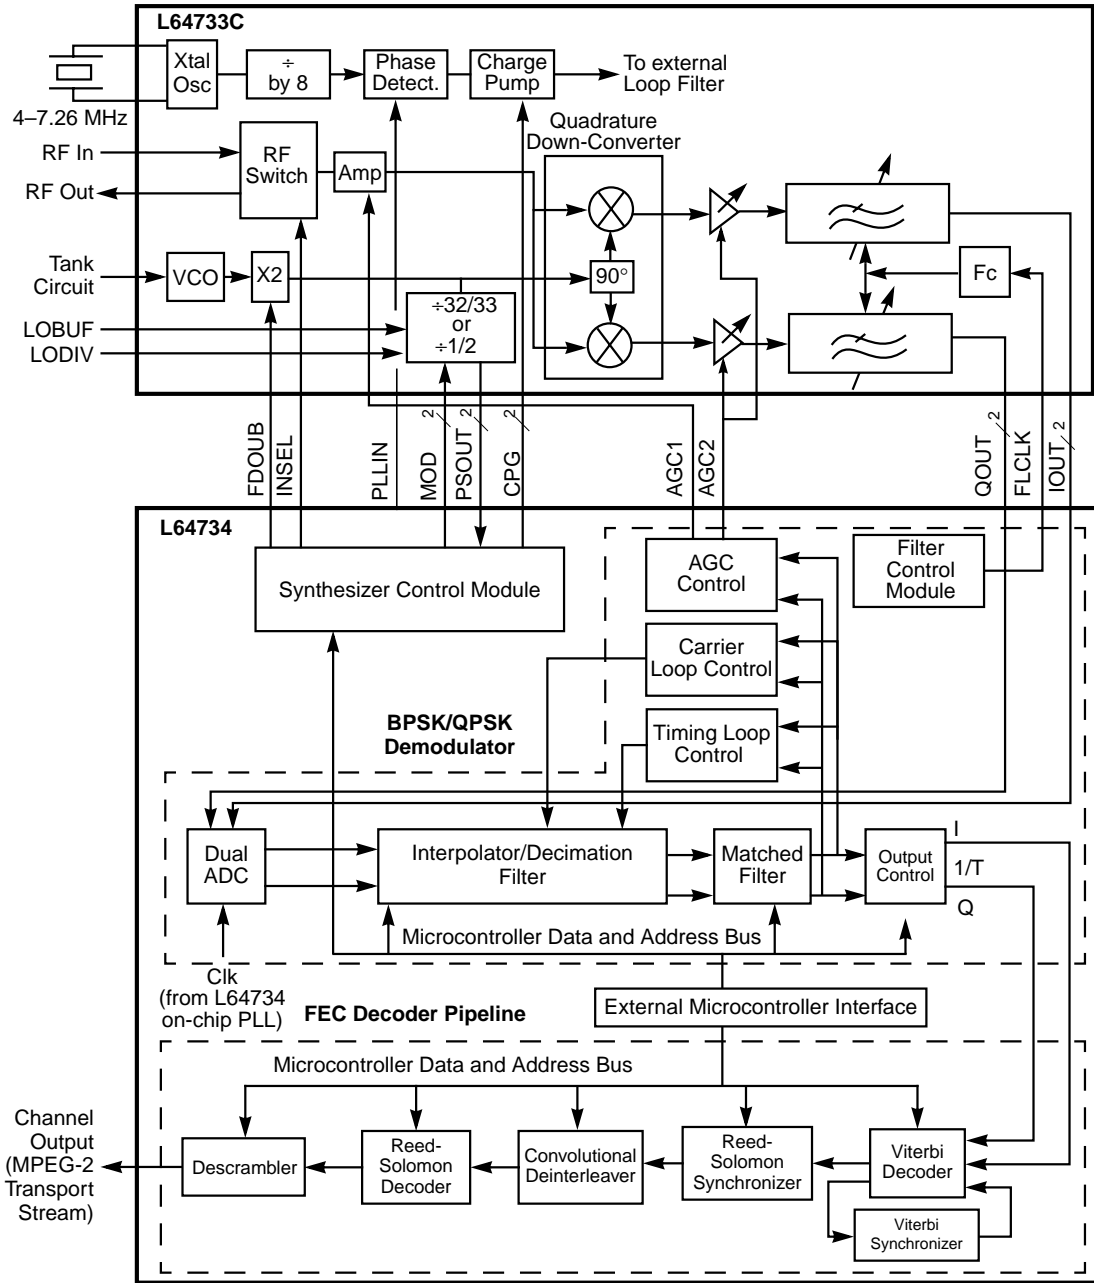 L64733C
Xtal
Osc
÷
by 8
Phase
Detect.
Charge
Pump
To external
Loop Filter
4–7.26 MHz
Quadrature
Down-Converter
RF In
RF Out
RF
Switch
Amp
Tank
Circuit
VCO
X2
90°
Fc
÷32/33
or
÷1/2
LOBUF
LODIV
FDOUB
INSEL
PLLIN
MOD
2
PSOUT
2
CPG
2
AGC1
AGC2
QOUT
2
FLCLK
IOUT
2
L64734
Synthesizer Control Module
AGC
Control
Filter
Control
Module
Carrier
Loop Control
Timing Loop
Control
BPSK/QPSK
Demodulator
Dual
ADC
Interpolator/Decimation
Filter
Matched
Filter
Output
Control
I
1/T
Q
Microcontroller Data and Address Bus
Clk
(from L64734
on-chip PLL)
FEC Decoder Pipeline
External Microcontroller Interface
Microcontroller Data and Address Bus
Channel
Output
(MPEG-2
Transport
Stream)
Descrambler
Reed-
Solomon
Decoder
Convolutional
Deinterleaver
Reed-
Solomon
Synchronizer
Viterbi
Decoder
Viterbi
Synchronizer